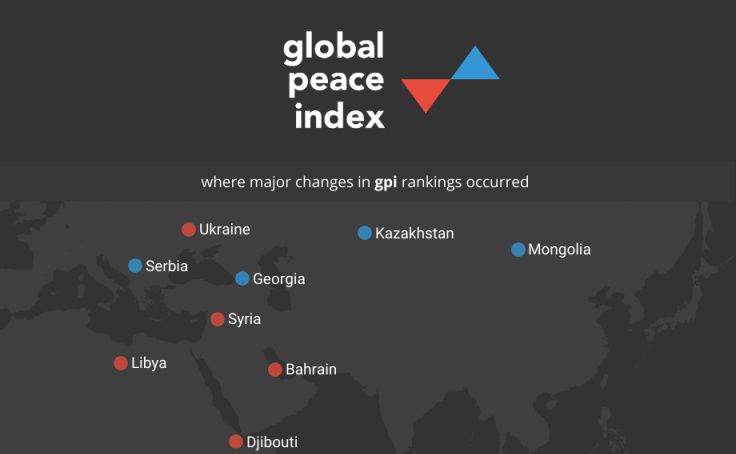 global
peace
index
where major changes in gpi rankings occurred
Ukraine
Kazakhstan
Mongolia
Serbia
Georgia
Syria
Libya
Bahrain
Djibouti